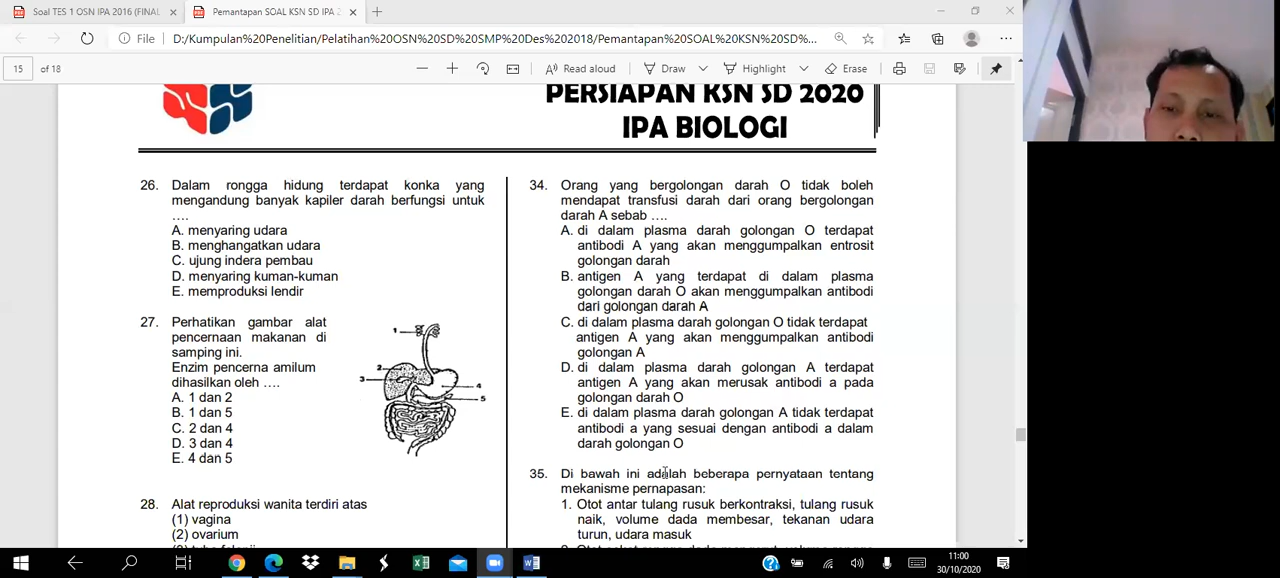 Soal TES 1 OSN IPA 2016 (FINAL
Pemantapan SOAL KSN SD IPA 2
File
D:/Kumpulan%20Penelitian/Pelatihan%20OSN%20SD%20SMP%20Des%202018/Pemantapan%20SOAL%20KSN%20SD%...
15 of 18
Read aloud
Draw
Highlight
Erase
PERSIAPAN KSN SD 2020
IPA BIOLOGI
26. Dalam rongga hidung terdapat konka yang
mengandung banyak kapiler darah berfungsi untuk
....
A. menyaring udara
B. menghangatkan udara
C. ujung indera pembau
D. menyaring kuman-kuman
E. memproduksi lendir
27. Perhatikan gambar alat
pencernaan makanan di
samping ini.
Enzim pencerna amilum
dihasilkan oleh ....
A. 1 dan 2
B. 1 dan 5
C. 2 dan 4
D. 3 dan 4
E. 4 dan 5
1
2
3
4
5
28. Alat reproduksi wanita terdiri atas
(1) vagina
(2) ovarium
34. Orang yang bergolongan darah O tidak boleh
mendapat transfusi darah dari orang bergolongan
darah A sebab ....
A. di dalam plasma darah golongan O terdapat
antibodi A yang akan menggumpalkan entrosit
golongan darah
B. antigen A yang terdapat di dalam plasma
golongan darah O akan menggumpalkan antibodi
dari golongan darah A
C. di dalam plasma darah golongan O tidak terdapat
antigen A yang akan menggumpalkan antibodi
golongan A
D. di dalam plasma darah golongan A terdapat
antigen A yang akan merusak antibodi a pada
golongan darah O
E. di dalam plasma darah golongan A tidak terdapat
antibodi a yang sesuai dengan antibodi a dalam
darah golongan O
35. Di bawah ini adalah beberapa pernyataan tentang
mekanisme pernapasan:
1. Otot antar tulang rusuk berkontraksi, tulang rusuk
naik, volume dada membesar, tekanan udara
turun, udara masuk
11:00
30/10/2020